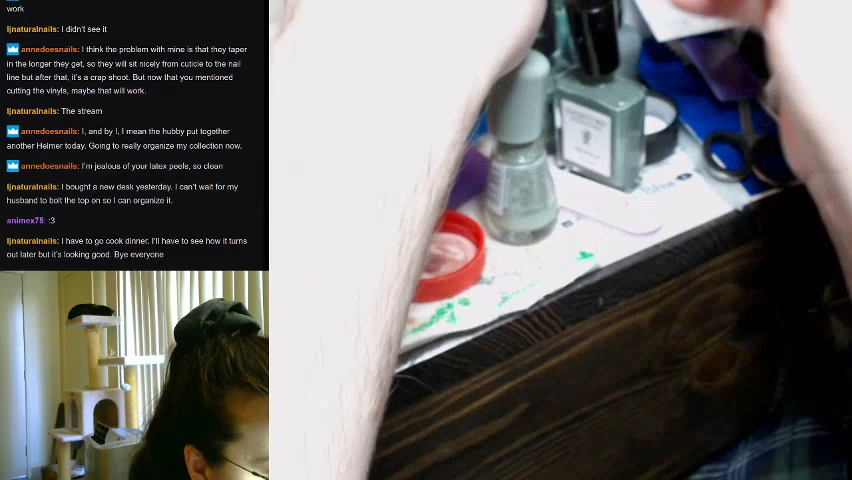 work
ljnaturalnails: I didn't see it
annedoesnails: I think the problem with mine is that they taper
in the longer they get, so they will sit nicely from cuticle to the nail
line but after that, it's a crap shoot. But now that you mentioned
cutting the vinyls, maybe that will work.
ljnaturalnails: The stream
annedoesnails: I, and by I, I mean the hubby put together
another Helmer today. Going to really organize my collection now.
annedoesnails: I'm jealous of your latex peels, so clean
ljnaturalnails: I bought a new desk yesterday. I can't wait for my
husband to bolt the top on so I can organize it.
animex75: :3
ljnaturalnails: I have to go cook dinner. I'll have to see how it turns
out later but it's looking good. Bye everyone